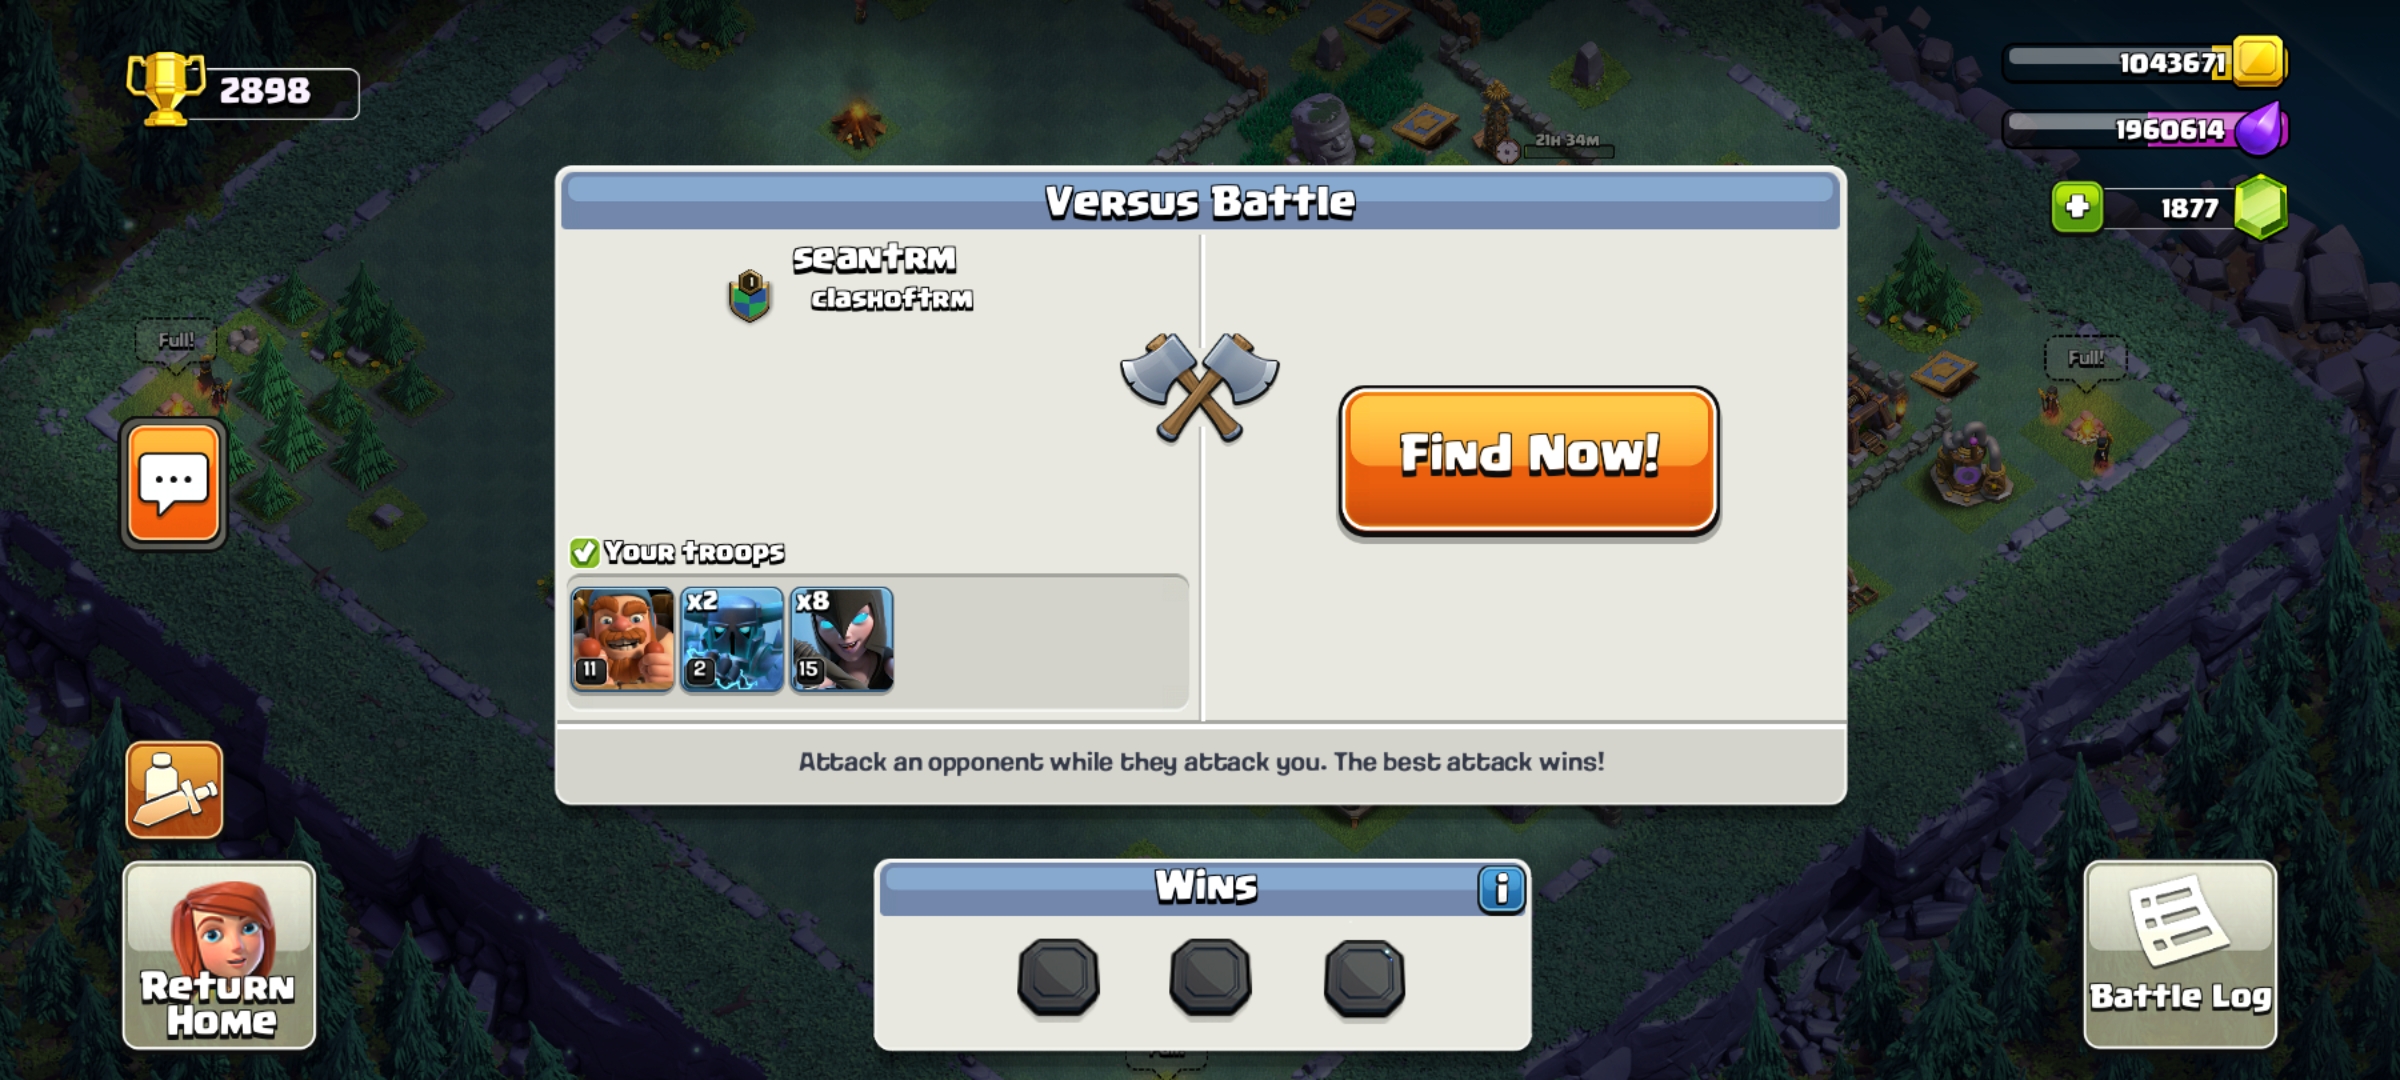 2898
1043671
1960614
1877
21H 34M
Versus Battle
seantrm
1
clashoftrm
Full!
Full!
Find Now!
Your troops
x2
x8
11
2
15
Attack an opponent while they attack you. The best attack wins!
Wins
i
Return
Home
Battle Log